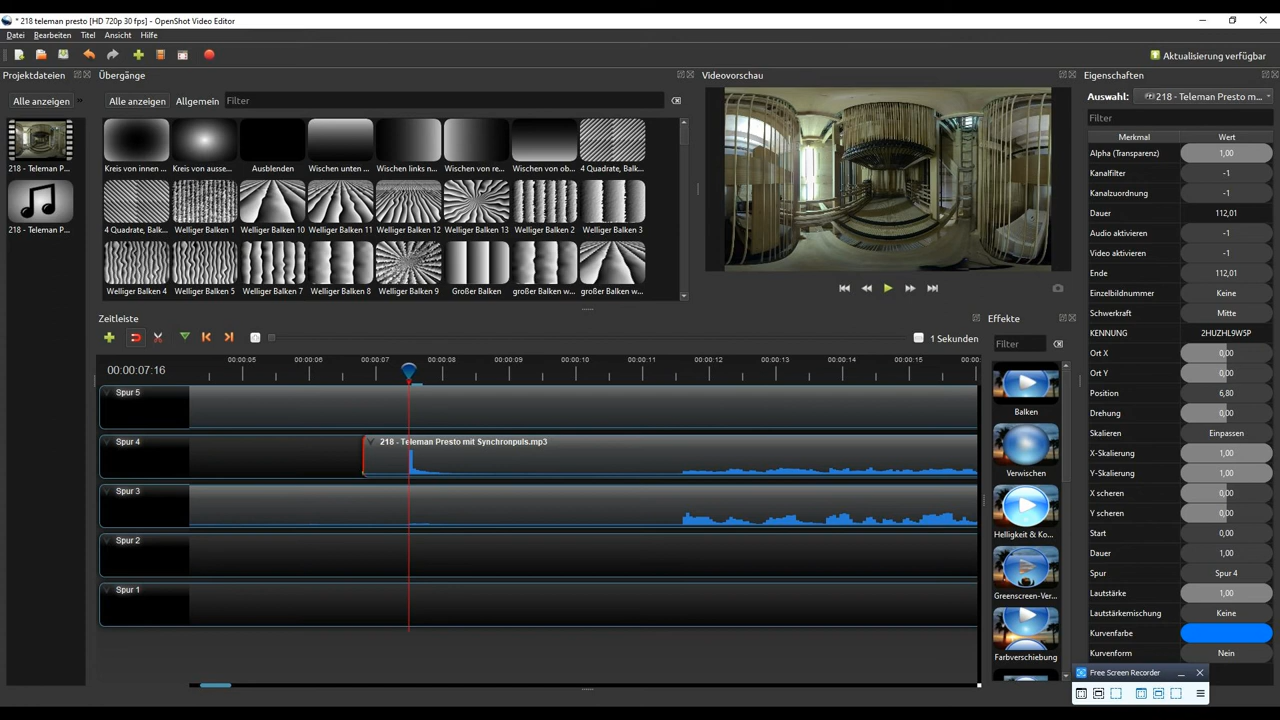 * 218 teleman presto [HD 720p 30 fps] - OpenShot Video Editor
Datei Bearbeiten Titel Ansicht Hilfe
Aktualisierung verfügbar
Projektdateien
Alle anzeigen
218 - Teleman P...
218 - Teleman P...
Übergänge
Alle anzeigen Allgemein Filter
Kreis von innen ... Kreis von ausse... Ausblenden Wischen unten ... Wischen links n... Wischen von re... Wischen von ob... 4 Quadrate, Balk...
4 Quadrate, Balk... Welliger Balken 1 Welliger Balken 10 Welliger Balken 11 Welliger Balken 12 Welliger Balken 13 Welliger Balken 2 Welliger Balken 3
Welliger Balken 4 Welliger Balken 5 Welliger Balken 7 Welliger Balken 8 Welliger Balken 9 Großer Balken großer Balken w... großer Balken w...
Videovorschau
Zeitleiste
1 Sekunden
00:00:07:16
00:00:05 00:00:06 00:00:07 00:00:08 00:00:09 00:00:10 00:00:11 00:00:12 00:00:13 00:00:14 00:00:15
Spur 5
Spur 4
218 - Teleman Presto mit Synchronpuls.mp3
Spur 3
Spur 2
Spur 1
Effekte
Filter
Balken
Verwischen
Helligkeit & Ko...
Greenscreen-Ver...
Farbverschiebung
Eigenschaften
Auswahl: 218 - Teleman Presto m...
Filter
Merkmal Wert
Alpha (Transparenz) 1,00
Kanalfilter -1
Kanalzuordnung -1
Dauer 112,01
Audio aktivieren -1
Video aktivieren -1
Ende 112,01
Einzelbildnummer Keine
Schwerkraft Mitte
KENNUNG 2HUZHL9W5P
Ort X 0,00
Ort Y 0,00
Position 6,80
Drehung 0,00
Skalieren Einpassen
X-Skalierung 1,00
Y-Skalierung 1,00
X scheren 0,00
Y scheren 0,00
Start 0,00
Dauer 1,00
Spur Spur 4
Lautstärke 1,00
Lautstärkemischung Keine
Kurvenfarbe
Kurvenform Nein
Free Screen Recorder